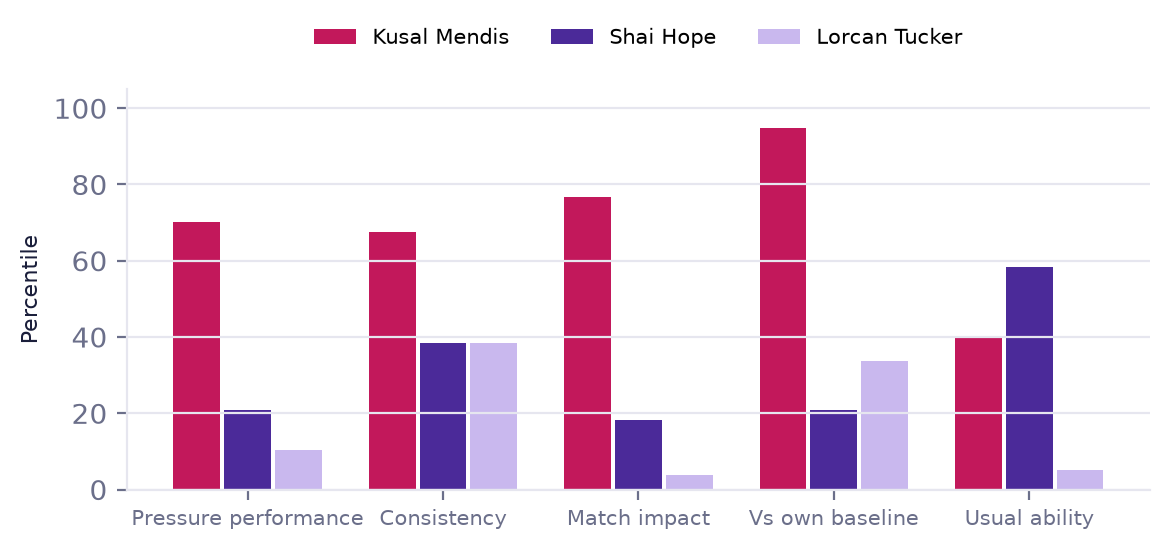 Kusal Mendis Shai Hope Lorcan Tucker
Percentile
100
80
60
40
20
0
Pressure performance Consistency Match impact Vs own baseline Usual ability